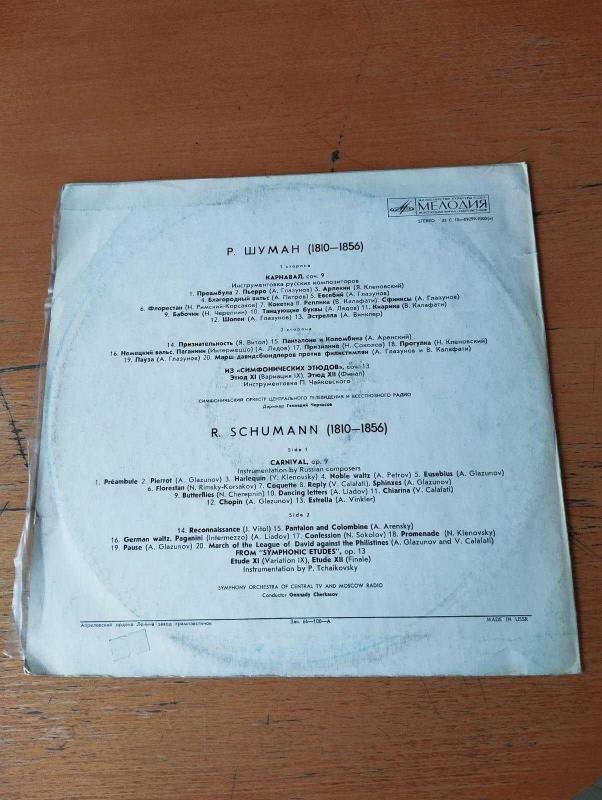 МЕЛОДИЯ
СТЕРЕО 33 С 10—09299-9300(а)
Р. ШУМАН (1810—1856)
1 сторона
КАРНАВАЛ, соч. 9
Инструментовка русских композиторов
1. Преамбула 2. Пьерро (А. Глазунов) 3. Арлекин (Я. Кленовский)
4. Благородный вальс (А. Петров) 5. Евсебий (А. Глазунов)
6. Флорестан (Н. Римский-Корсаков) 7. Кокетка 8. Реплика (В. Калафати). Сфинксы (А. Глазунов)
9. Бабочки (Н. Черепнин) 10. Танцующие буквы (А. Лядов) 11. Киарина (В. Калафати)
12. Шопен (А. Глазунов) 13. Эстрелла (А. Винклер)
2 сторона
14. Признательность (Я. Витол) 15. Панталоне и Коломбина (А. Аренский)
16. Немецкий вальс. Паганини (Интермеццо) (А. Лядов) 17. Признание (Н. Соколов) 18. Прогулка (Н. Кленовский)
19. Пауза (А. Глазунов) 20. Марш давидсбюндлеров против филистимлян (А. Глазунов и В. Калафати)
ИЗ «СИМФОНИЧЕСКИХ ЭТЮДОВ», соч. 13
Этюд XI (Вариация IX), Этюд XII (Финал)
Инструментовка П. Чайковского
СИМФОНИЧЕСКИЙ ОРКЕСТР ЦЕНТРАЛЬНОГО ТЕЛЕВИДЕНИЯ И ВСЕСОЮЗНОГО РАДИО
Дирижер Геннадий Черкасов
R. SCHUMANN (1810—1856)
Side 1
CARNIVAL, op. 9
Instrumentation by Russian composers
1. Préambule 2. Pierrot (A. Glazunov) 3. Harlequin (Y. Klenovsky) 4. Noble waltz (A. Petrov) 5. Eusebius (A. Glazunov)
6. Florestan (N. Rimsky-Korsakov) 7. Coquette 8. Reply (V. Calafati). Sphinxes (A. Glazunov)
9. Butterflies (N. Cherepnin) 10. Dancing letters (A. Liadov) 11. Chiarina (V. Calafati)
12. Chopin (A. Glazunov) 13. Estrella (A. Vinkler)
Side 2
14. Reconnaissance (J. Vitol) 15. Pantalon and Colombine (A. Arensky)
16. German waltz. Paganini (Intermezzo) (A. Liadov) 17. Confession (N. Sokolov) 18. Promenade (N. Klenovsky)
19. Pause (A. Glazunov) 20. March of the League of David against the Philistines (A. Glazunov and V. Calafati)
FROM "SYMPHONIC ETUDES", op. 13
Etude XI (Variation IX), Etude XII (Finale)
Instrumentation by P. Tchaikovsky
SYMPHONY ORCHESTRA OF CENTRAL TV AND MOSCOW RADIO
Conductor Gennady Cherkasov
Апрелевский ордена Ленина завод грампластинок Зак. 66—100—А MADE IN USSR